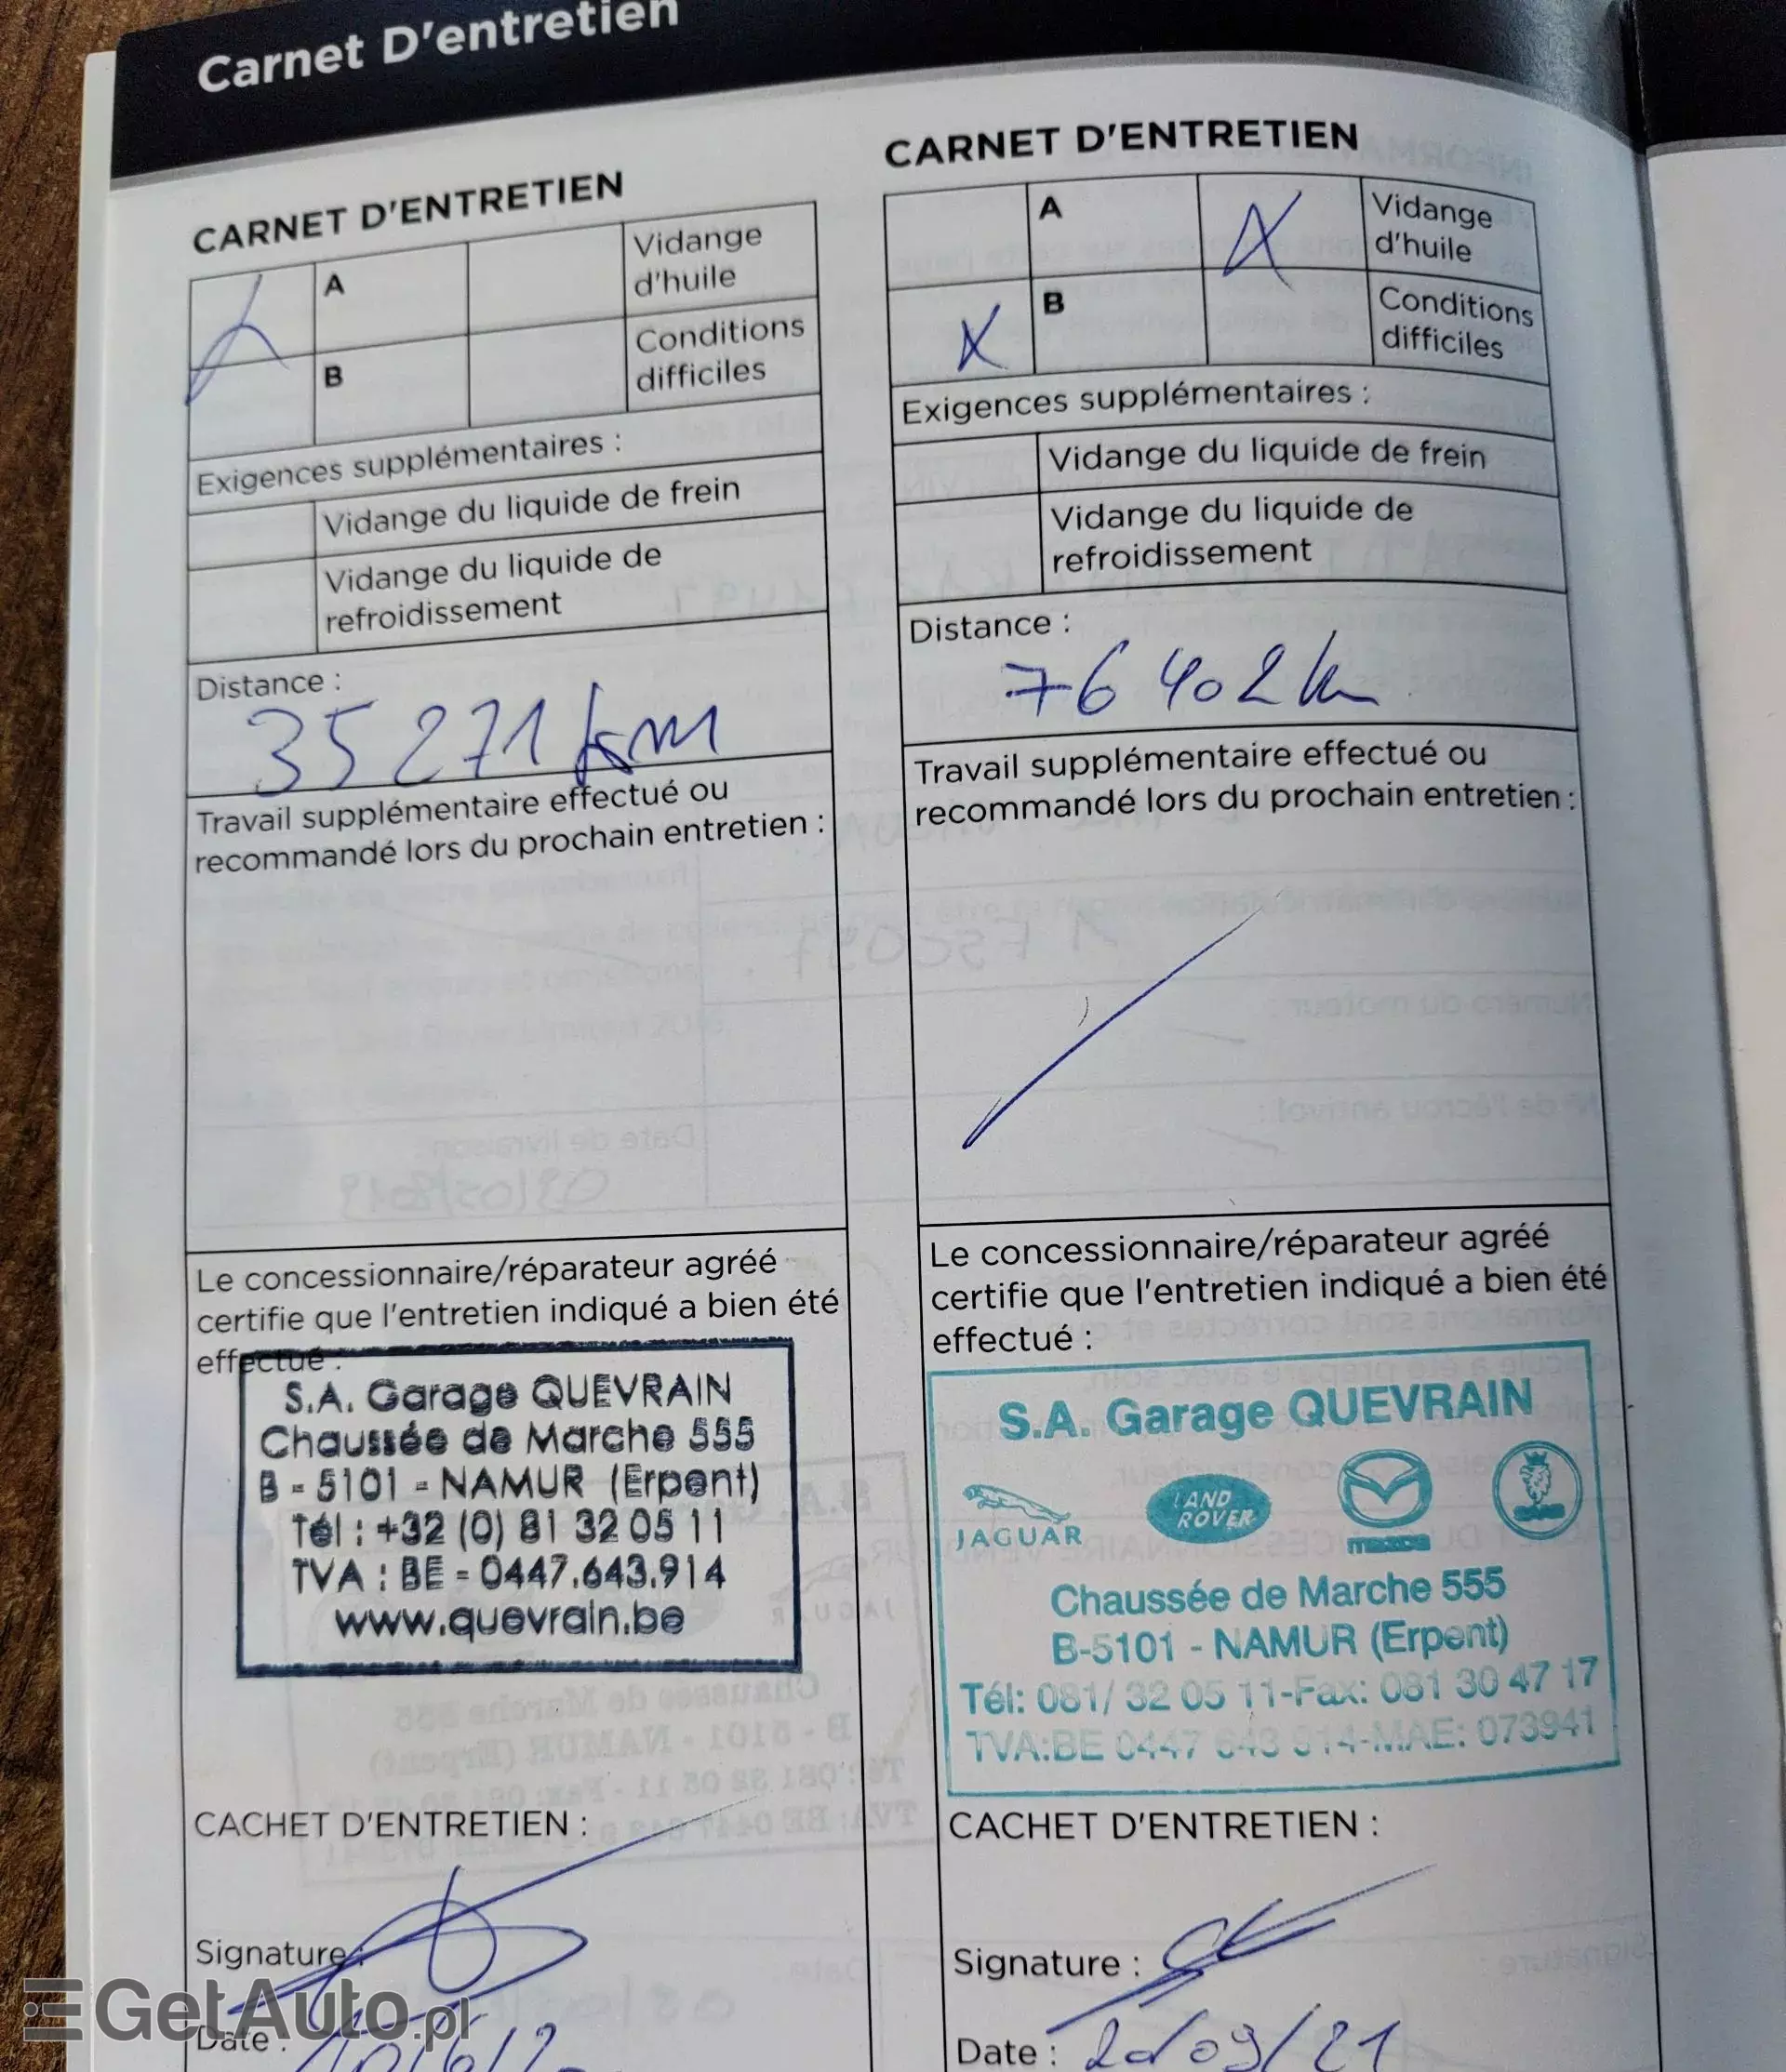 Carnet D'entretien
CARNET D'ENTRETIEN
A
Vidange
d'huile
B
Conditions
difficiles
Exigences supplémentaires :
Vidange du liquide de frein
Vidange du liquide de
refroidissement
Distance :
35 271 km
Travail supplémentaire effectué ou
recommandé lors du prochain entretien :
Le concessionnaire/réparateur agréé
certifie que l'entretien indiqué a bien été
effectué :
S.A. Garage QUEVRAIN
Chaussée de Marche 555
B - 5101 - NAMUR (Erpent)
Tél : +32 (0) 81 32 05 11
TVA : BE - 0447.643.914
www.quevrain.be
CACHET D'ENTRETIEN :
Signature :
Date :
CARNET D'ENTRETIEN
A
X
Vidange
d'huile
X
B
Conditions
difficiles
Exigences supplémentaires :
Vidange du liquide de frein
Vidange du liquide de
refroidissement
Distance :
76 402 k
Travail supplémentaire effectué ou
recommandé lors du prochain entretien :
Le concessionnaire/réparateur agréé
certifie que l'entretien indiqué a bien été
effectué :
S.A. Garage QUEVRAIN
JAGUAR
LAND
ROVER
mazda
Chaussée de Marche 555
B-5101 - NAMUR (Erpent)
Tél: 081/ 32 05 11-Fax: 081 30 47 17
TVA:BE 0447 643 914-MAE: 073941
CACHET D'ENTRETIEN :
Signature :
Date :
GetAuto.pl